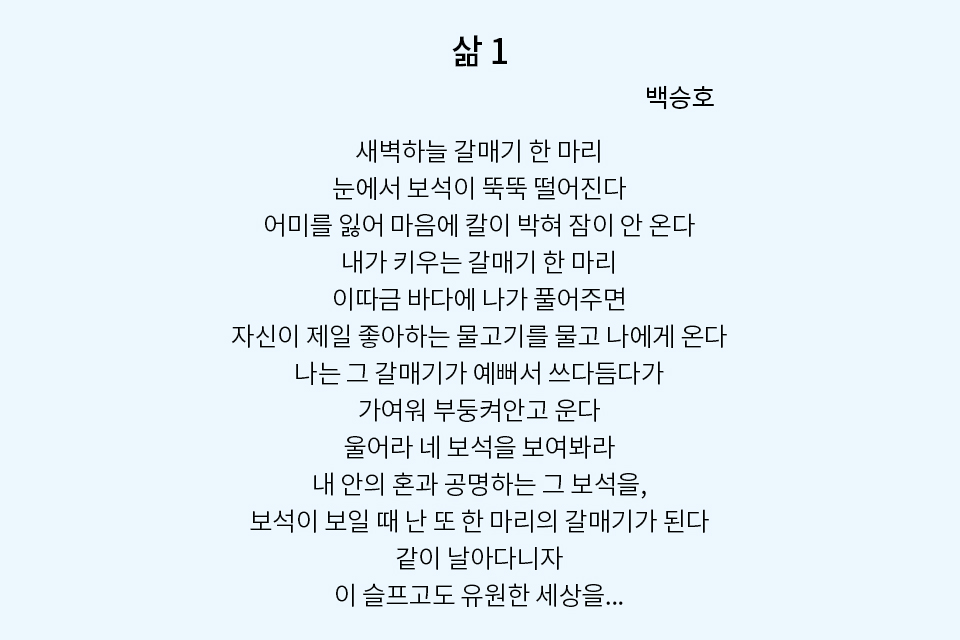 삶 1
백승호
새벽하늘 갈매기 한 마리
눈에서 보석이 뚝뚝 떨어진다
어미를 잃어 마음에 칼이 박혀 잠이 안 온다
내가 키우는 갈매기 한 마리
이따금 바다에 나가 풀어주면
자신이 제일 좋아하는 물고기를 물고 나에게 온다
나는 그 갈매기가 예뻐서 쓰다듬다가
가여워 부둥켜안고 운다
울어라 네 보석을 보여봐라
내 안의 혼과 공명하는 그 보석을,
보석이 보일 때 난 또 한 마리의 갈매기가 된다
같이 날아다니자
이 슬프고도 유원한 세상을...